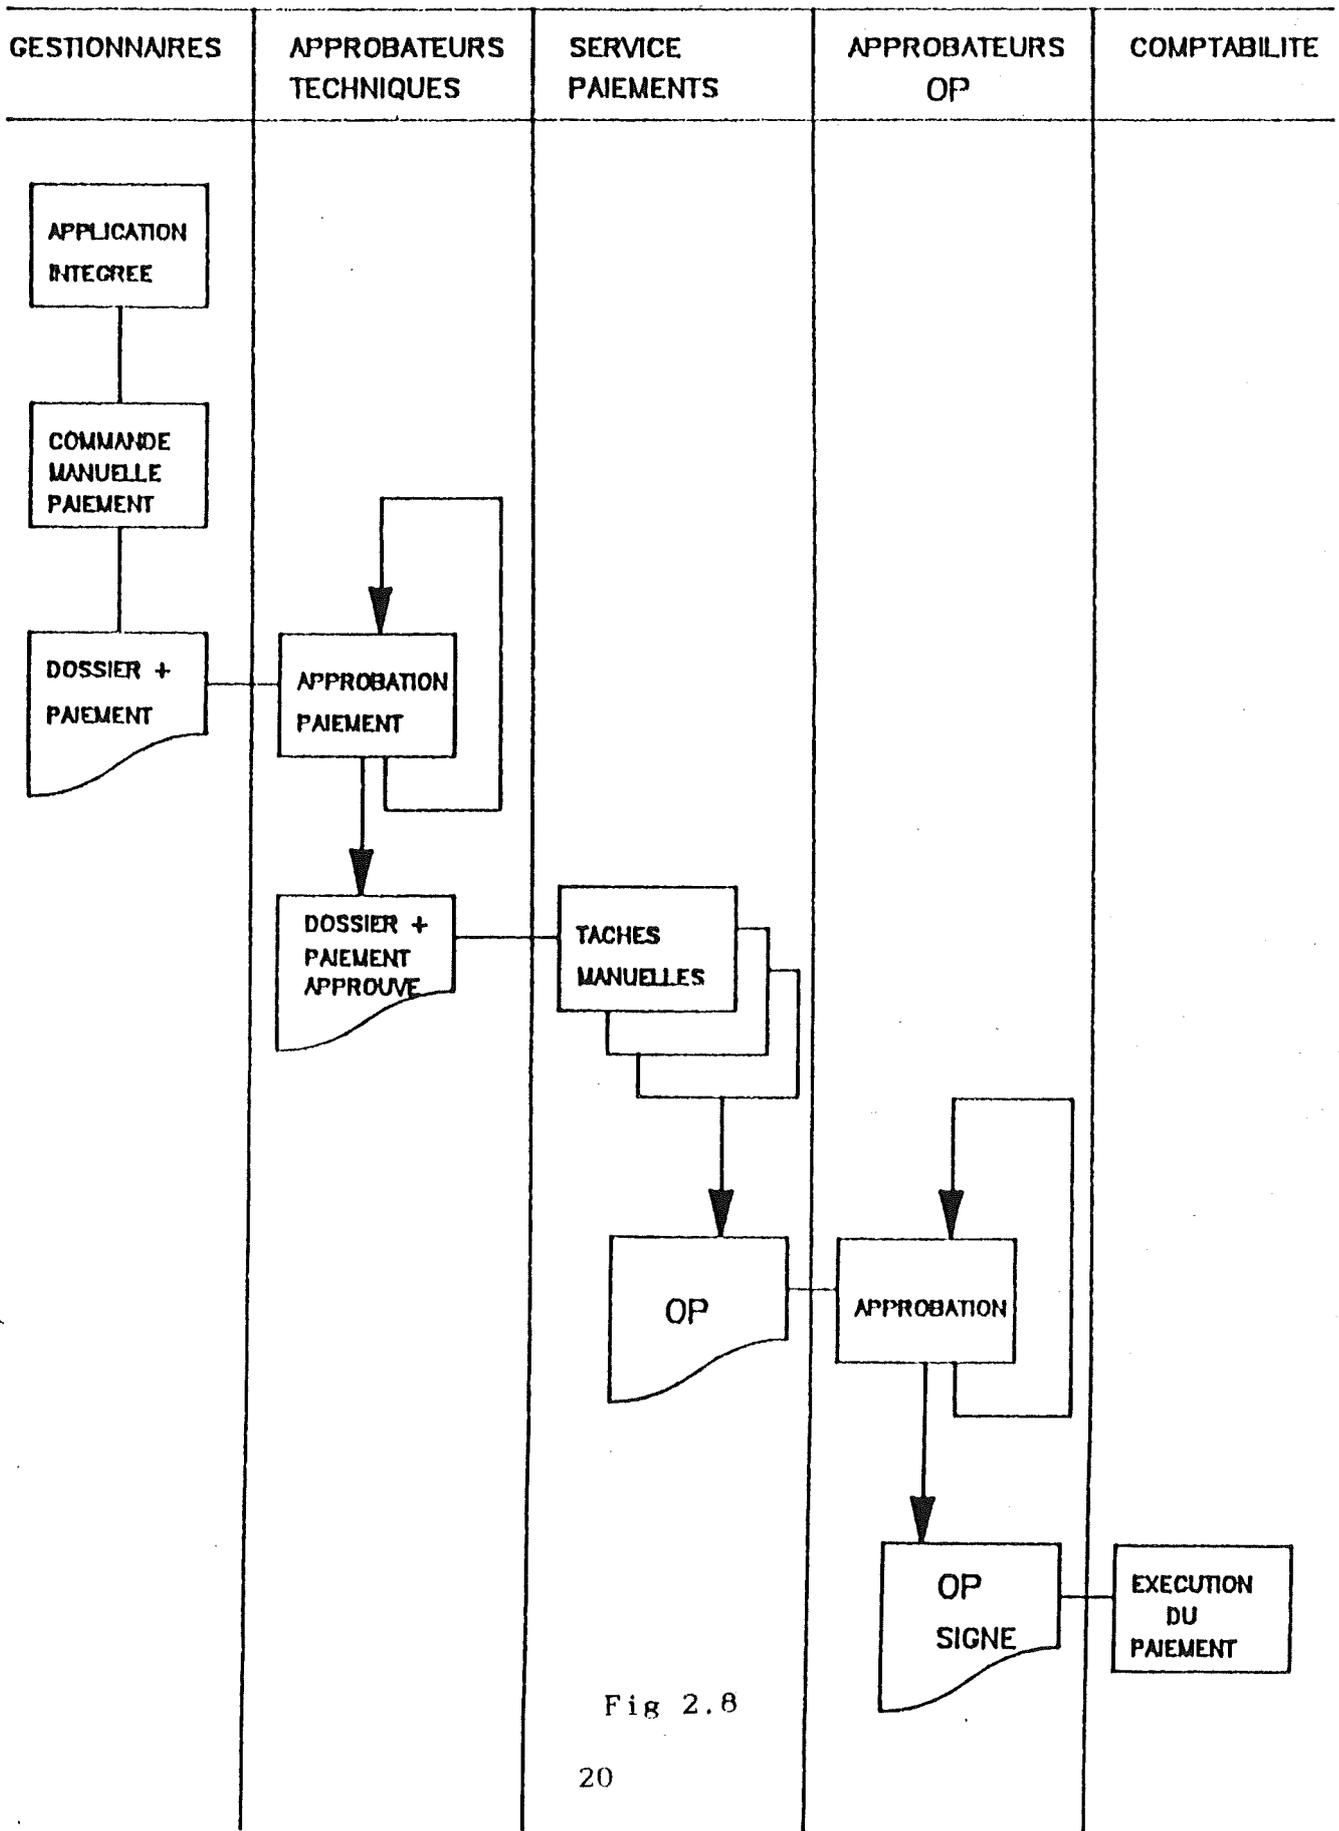 GESTIONNAIRES
APPROBATEURS
TECHNIQUES
SERVICE
PAIEMENTS
APPROBATEURS
OP
COMPTABILITE
APPLICATION
INTEGREE
COMMANDE
MANUELLE
PAIEMENT
DOSSIER +
PAIEMENT
APPROBATION
PAIEMENT
DOSSIER +
PAIEMENT
APPROUVE
TACHES
MANUELLES
OP
APPROBATION
OP
SIGNE
EXECUTION
DU
PAIEMENT
Fig 2.8
20